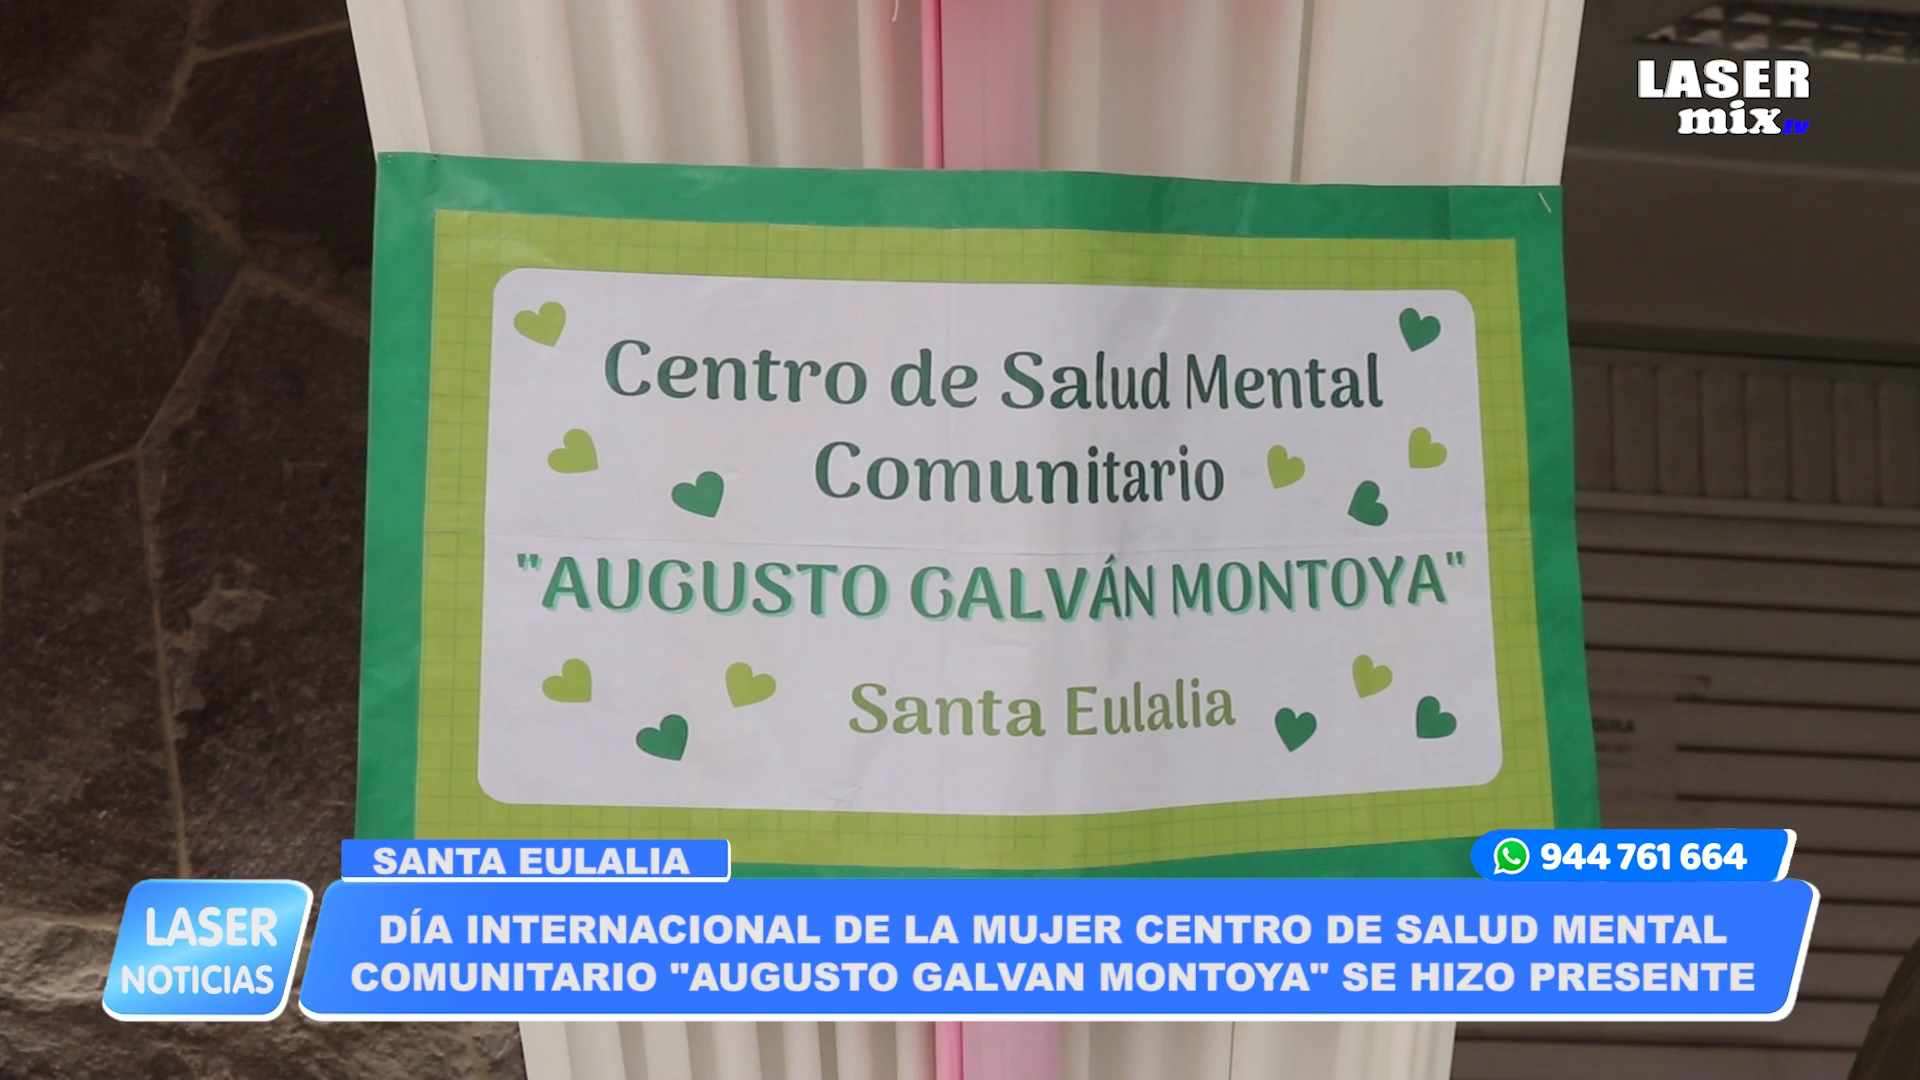 LASER
mix tv
Centro de Salud Mental
Comunitario
"AUGUSTO GALVÁN MONTOYA"
Santa Eulalia
SANTA EULALIA
944 761 664
LASER
NOTICIAS
DÍA INTERNACIONAL DE LA MUJER CENTRO DE SALUD MENTAL
COMUNITARIO "AUGUSTO GALVAN MONTOYA" SE HIZO PRESENTE